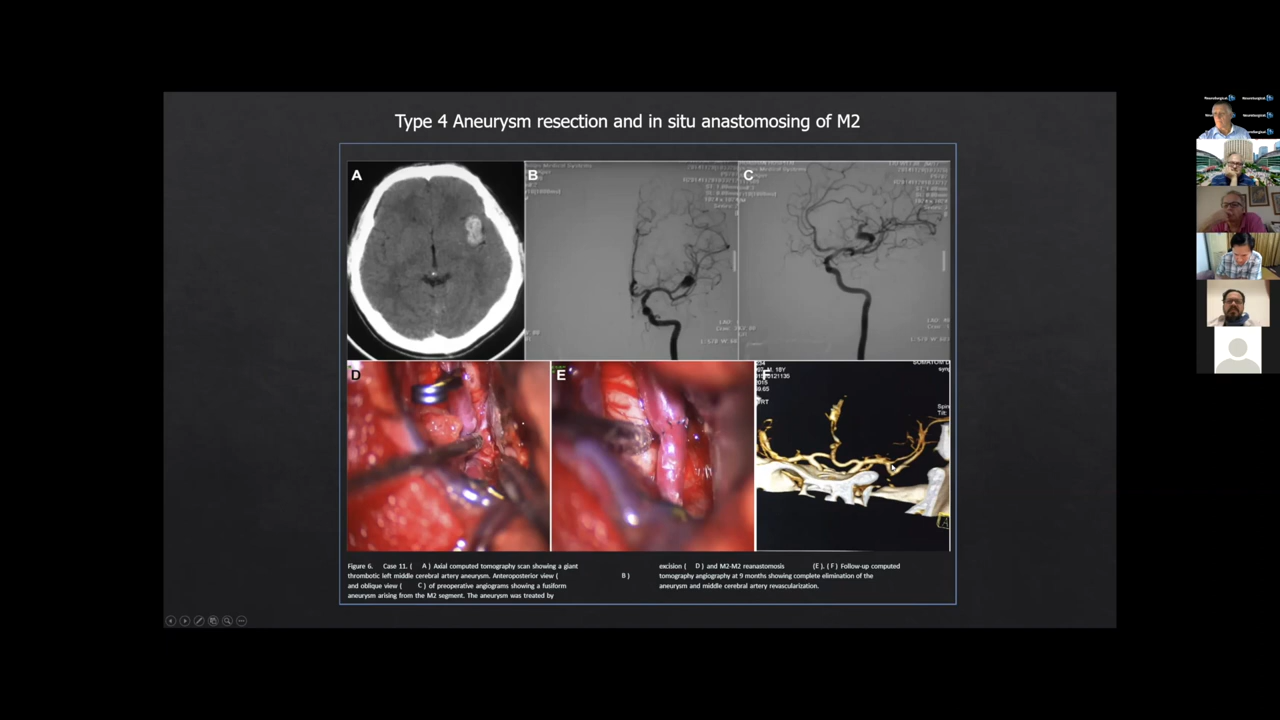 Type 4 Aneurysm resection and in situ anastomosing of M2
A
B
C
D
E
F
Figure 6. Case 11. ( A ) Axial computed tomography scan showing a giant
thrombotic left middle cerebral artery aneurysm. Anteroposterior view ( B )
and oblique view ( C ) of preoperative angiograms showing a fusiform
aneurysm arising from the M2 segment. The aneurysm was treated by
excision ( D ) and M2-M2 reanastomosis (E ). ( F ) Follow-up computed
tomography angiography at 9 months showing complete elimination of the
aneurysm and middle cerebral artery revascularization.